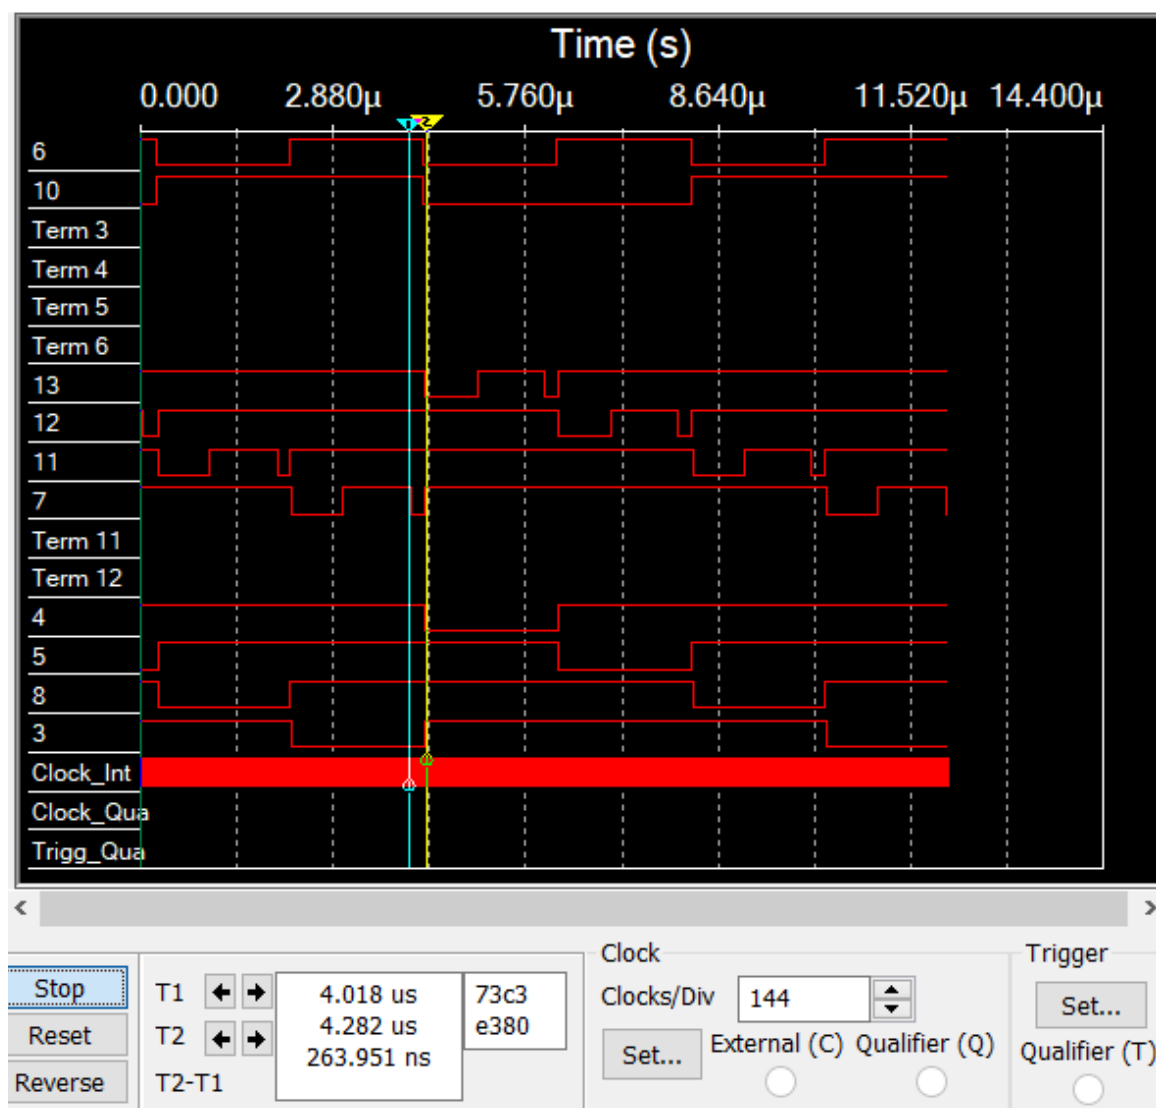 Time (s)
0.000 2.880µ 5.760µ 8.640µ 11.520µ 14.400µ
1 2
6
10
Term 3
Term 4
Term 5
Term 6
13
12
11
7
Term 11
Term 12
4
5
8
3
Clock_Int
Clock_Qua
Trigg_Qua
Stop
Reset
Reverse
T1 4.018 us 73c3
T2 4.282 us e380
263.951 ns
T2-T1
Clock
Clocks/Div 144
Set... External (C) Qualifier (Q)
Trigger
Set...
Qualifier (T)